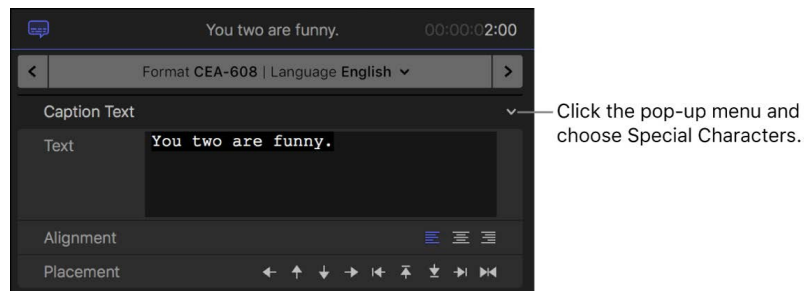 You two are funny. 00:00:02:00
Format CEA-608 | Language English
Caption Text
Click the pop-up menu and
choose Special Characters.
Text
You two are funny.
Alignment
Placement